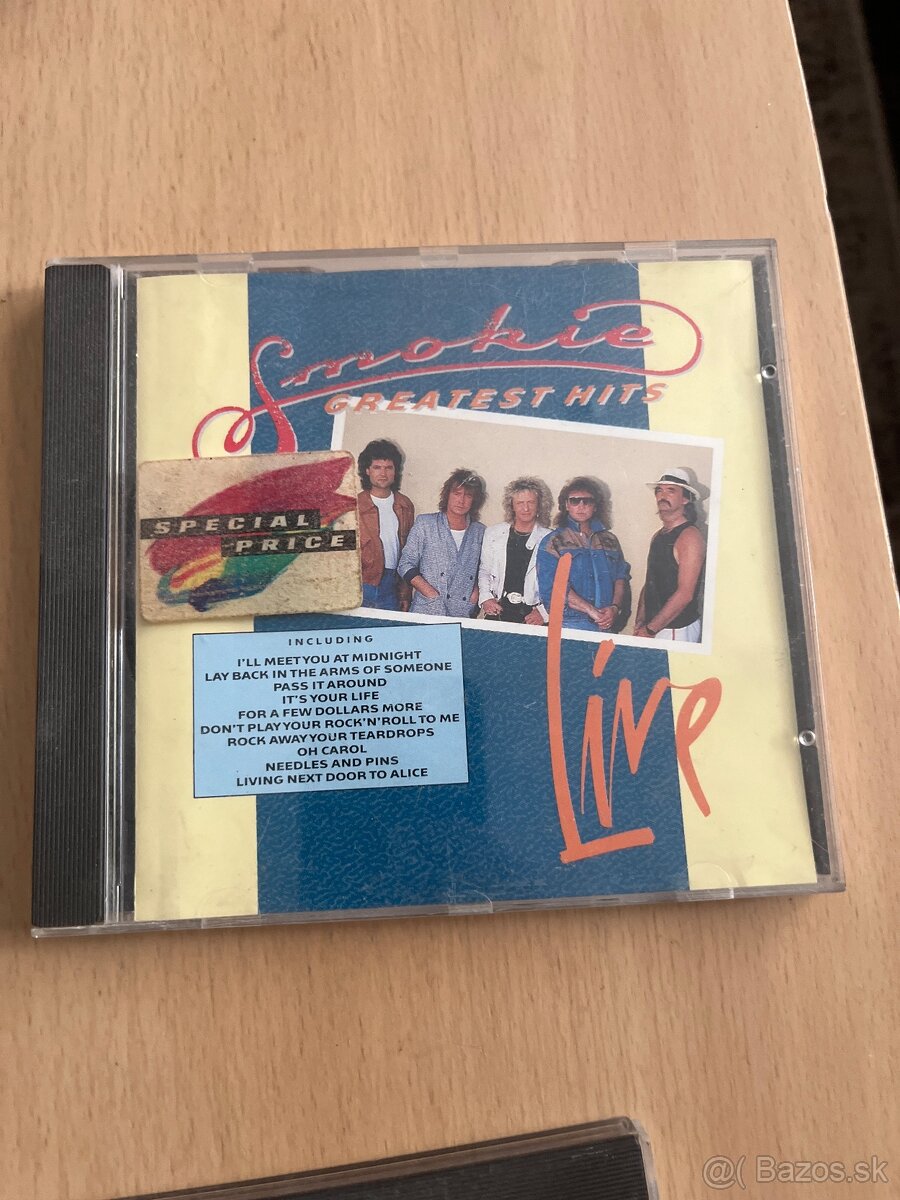 Smokie
GREATEST HITS
SPECIAL
PRICE
INCLUDING
I'LL MEET YOU AT MIDNIGHT
LAY BACK IN THE ARMS OF SOMEONE
PASS IT AROUND
IT'S YOUR LIFE
FOR A FEW DOLLARS MORE
DON'T PLAY YOUR ROCK'N'ROLL TO ME
ROCK AWAY YOUR TEARDROPS
OH CAROL
NEEDLES AND PINS
LIVING NEXT DOOR TO ALICE
Live
@( Bazos.sk